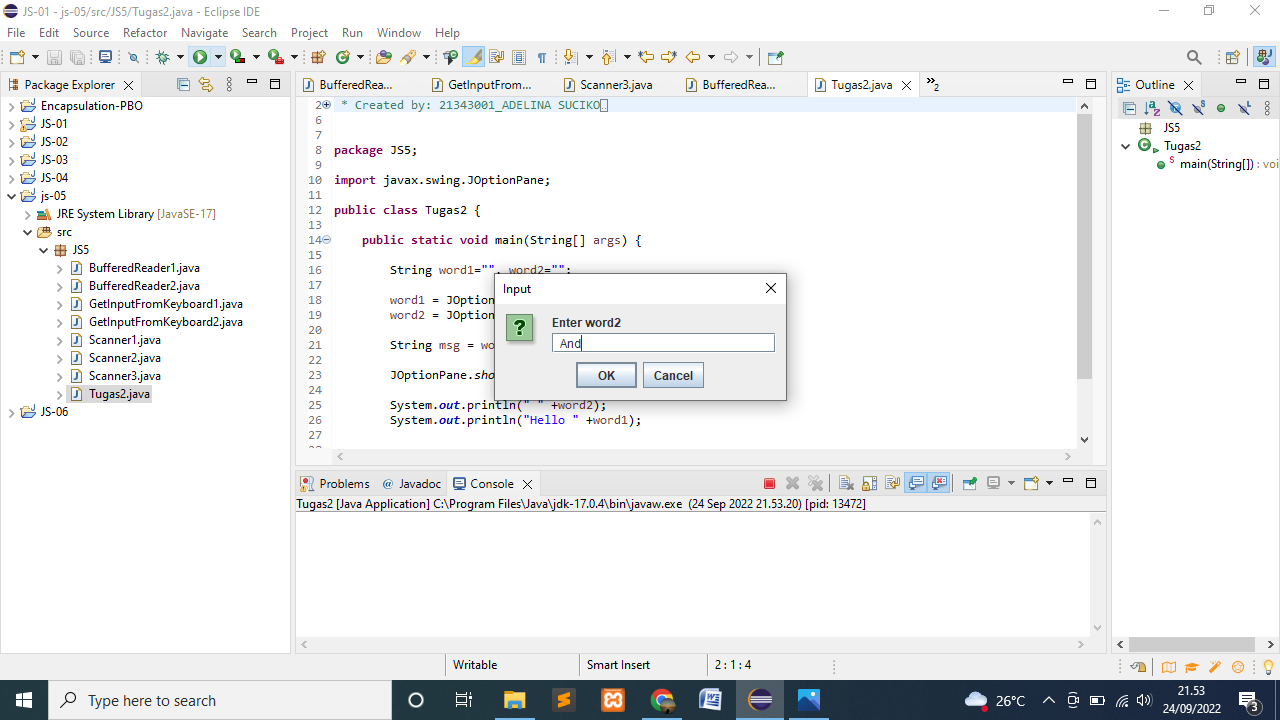 JS-01 - js-05/src/JS5/Tugas2.java - Eclipse IDE
File Edit Source Refactor Navigate Search Project Run Window Help
Package Explorer
Encapsulation-PBO
JS-01
JS-02
JS-03
JS-04
js-05
JRE System Library [JavaSE-17]
src
JS5
BufferedReader1.java
BufferedReader2.java
GetInputFromKeyboard1.java
GetInputFromKeyboard2.java
Scanner1.java
Scanner2.java
Scanner3.java
Tugas2.java
JS-06
BufferedRea... GetInputFrom... Scanner3.java BufferedRea... Tugas2.java »2
2 * Created by: 21343001_ADELINA SUCIKO
6
7
8 package JS5;
9
10 import javax.swing.JOptionPane;
11
12 public class Tugas2 {
13
14 public static void main(String[] args) {
15
16 String word1="", word2="";
17
18 word1 = JOption
19 word2 = JOption
20
21 String msg = wo
22
23 JOptionPane.sho
24
25 System.out.println(" " +word2);
26 System.out.println("Hello " +word1);
27
28
Input
Enter word2
And
OK Cancel
Outline
JS5
Tugas2
main(String[]) : voi
Problems @ Javadoc Console
Tugas2 [Java Application] C:\Program Files\Java\jdk-17.0.4\bin\javaw.exe (24 Sep 2022 21.53.20) [pid: 13472]
Writable Smart Insert 2 : 1 : 4
Type here to search
26°C
21.53
24/09/2022
3